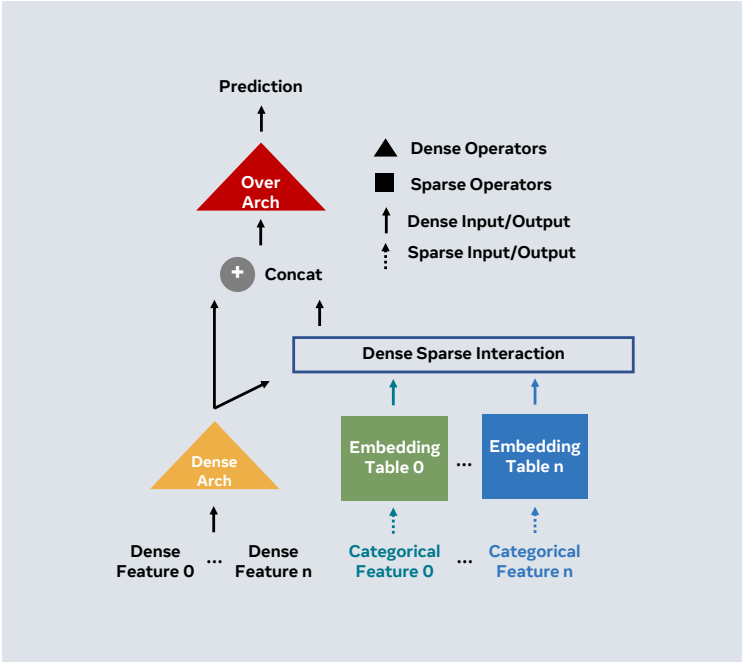 Prediction
Over
Arch
Dense Operators
Sparse Operators
Dense Input/Output
Sparse Input/Output
+
Concat
Dense Sparse Interaction
Dense
Arch
Embedding
Table 0
...
Embedding
Table n
Dense
Feature 0
...
Dense
Feature n
Categorical
Feature 0
...
Categorical
Feature n